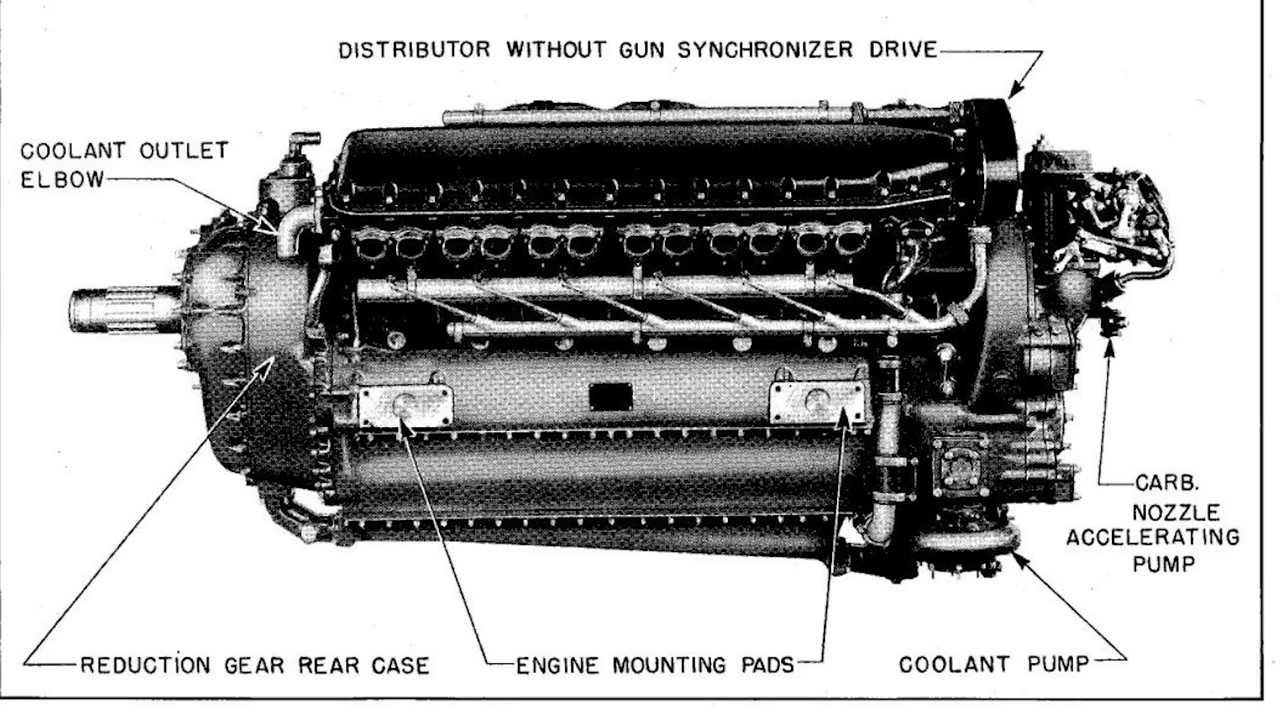 DISTRIBUTOR WITHOUT GUN SYNCHRONIZER DRIVE
COOLANT OUTLET
ELBOW
CARB.
NOZZLE
ACCELERATING
PUMP
REDUCTION GEAR REAR CASE
ENGINE MOUNTING PADS
COOLANT PUMP